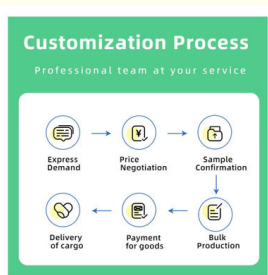 Customization Process
Professional team at your service
Express
Demand
Price
Negotiation
Sample
Confirmation
Delivery
of cargo
Payment
for goods
Bulk
Production